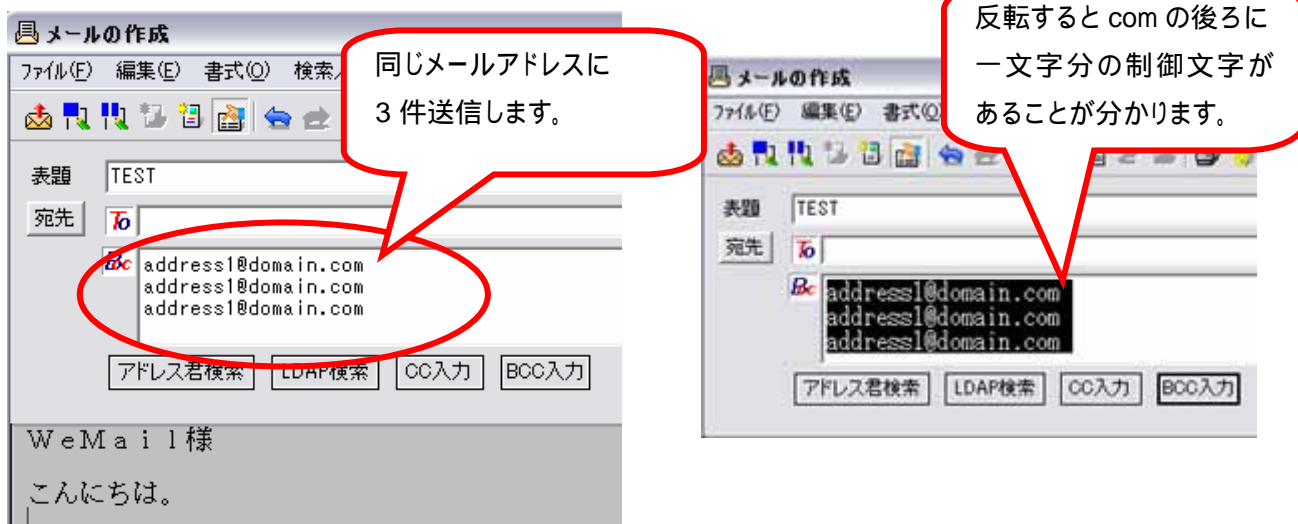 メールの作成
ファイル(F) 編集(E) 書式(O) 検索
同じメールアドレスに
3 件送信します。
表題 TEST
宛先 To
Bcc address1@domain.com
address1@domain.com
address1@domain.com
アドレス君検索 LDAP検索 CC入力 BCC入力
ＷｅＭａｉｌ様
こんにちは。
反転すると com の後ろに
一文字分の制御文字が
あることが分かります。
メールの作成
ファイル(F) 編集(E) 書式(O)
表題 TEST
宛先 To
Bcc address1@domain.com
address1@domain.com
address1@domain.com
アドレス君検索 LDAP検索 CC入力 BCC入力